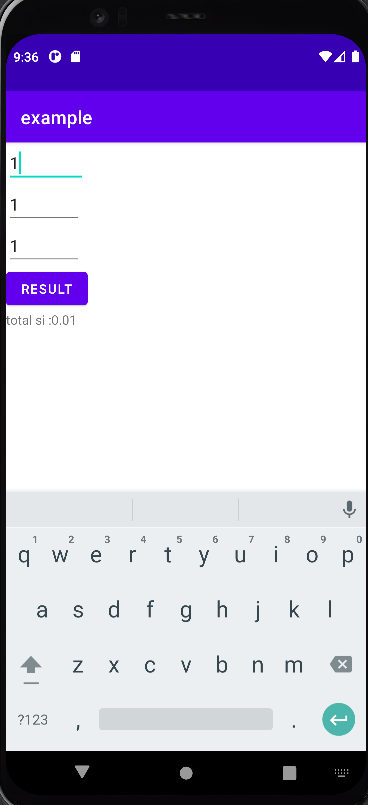 9:36
example
1
1
1
RESULT
total si :0.01
1 2 3 4 5 6 7 8 9 0
q w e r t y u i o p
a s d f g h j k l
z x c v b n m
?123 , .